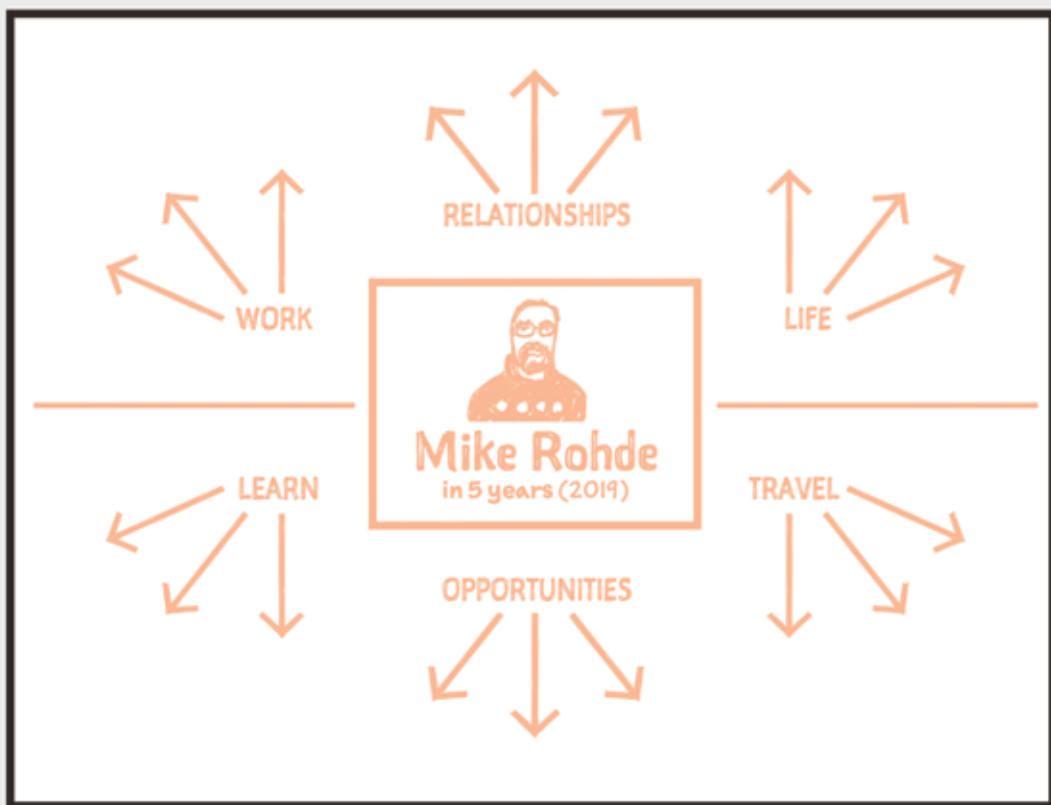 RELATIONSHIPS
WORK
LIFE
Mike Rohde
in 5 years (2019)
LEARN
TRAVEL
OPPORTUNITIES